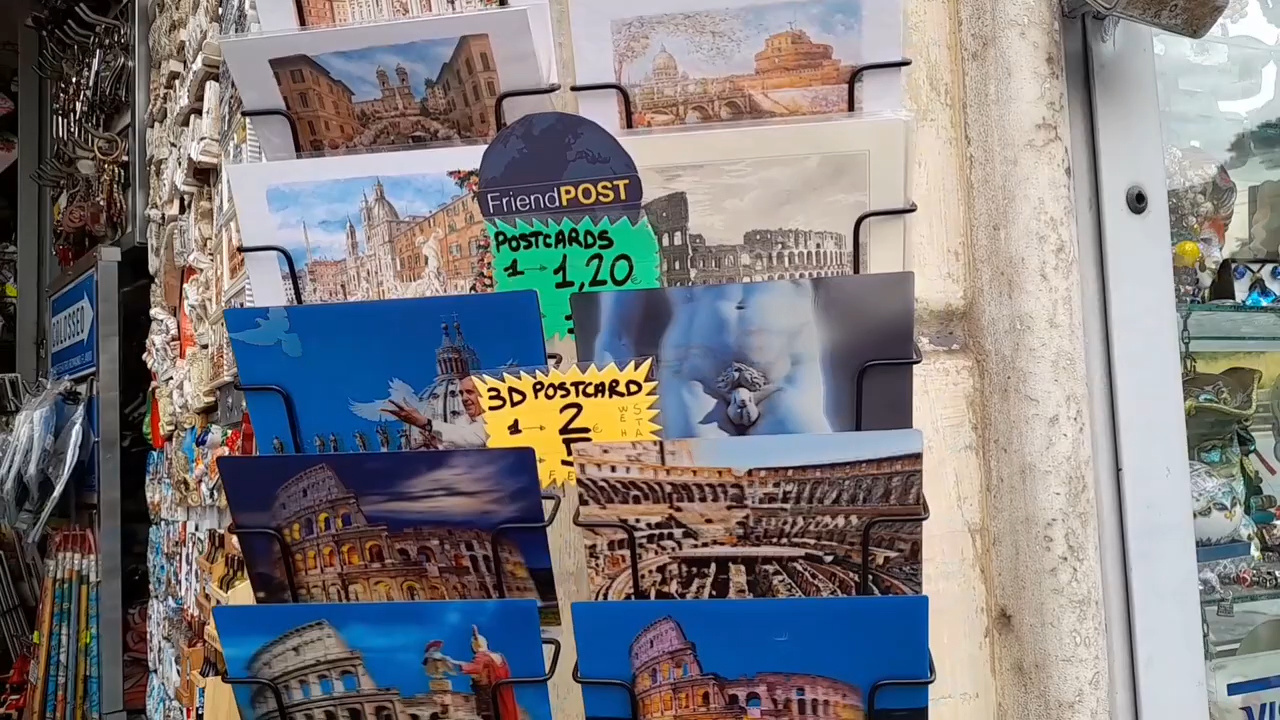 FriendPOST
POSTCARDS
1→1,20€
3D POSTCARD
1→2€
COLOSSEO